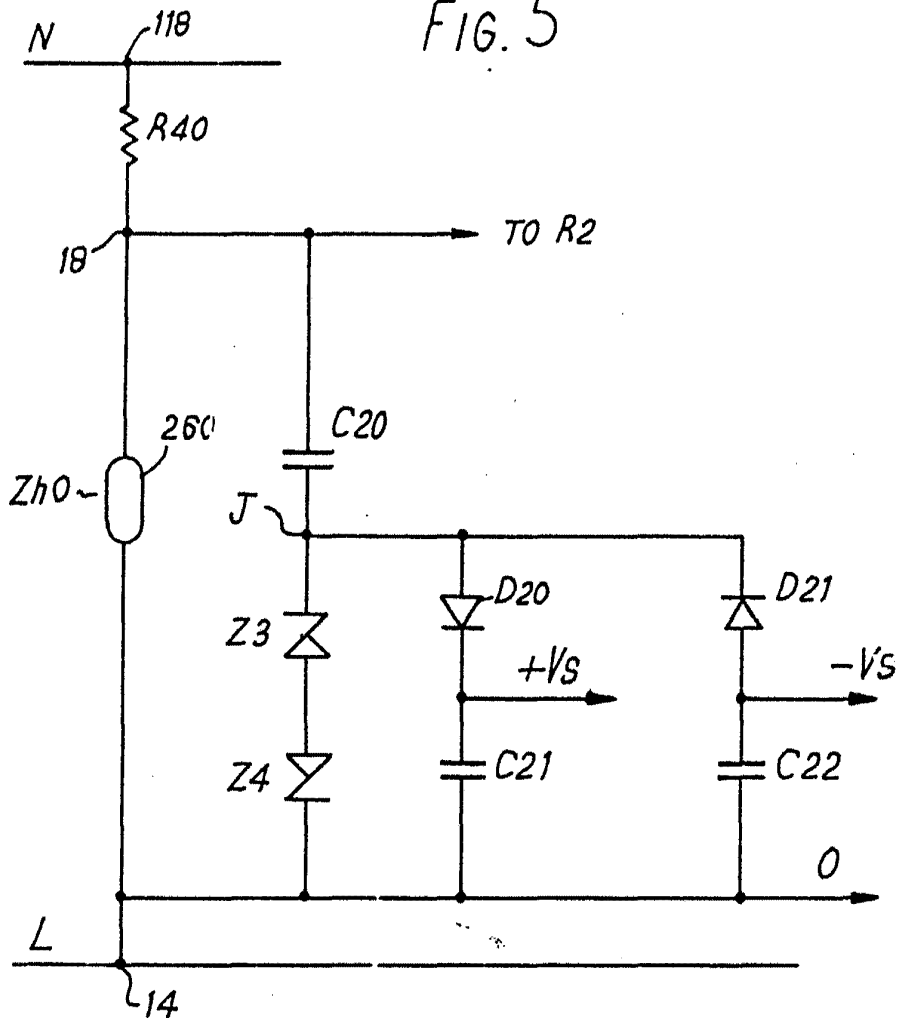 FIG. 5
N
118
R40
18
TO R2
260
C20
ZnO
J
D20
D21
Z3
+Vs
-Vs
Z4
C21
C22
O
L
14